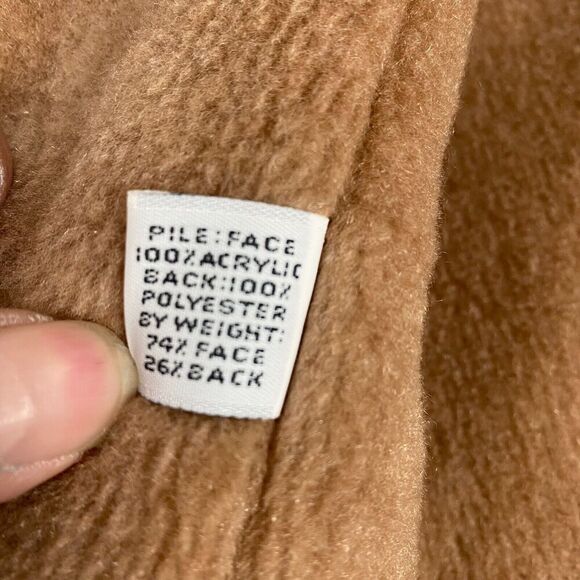 PILE:FACE
100%ACRYLIC
BACK:100%
POLYESTER
BY WEIGHT:
74% FACE
26% BACK